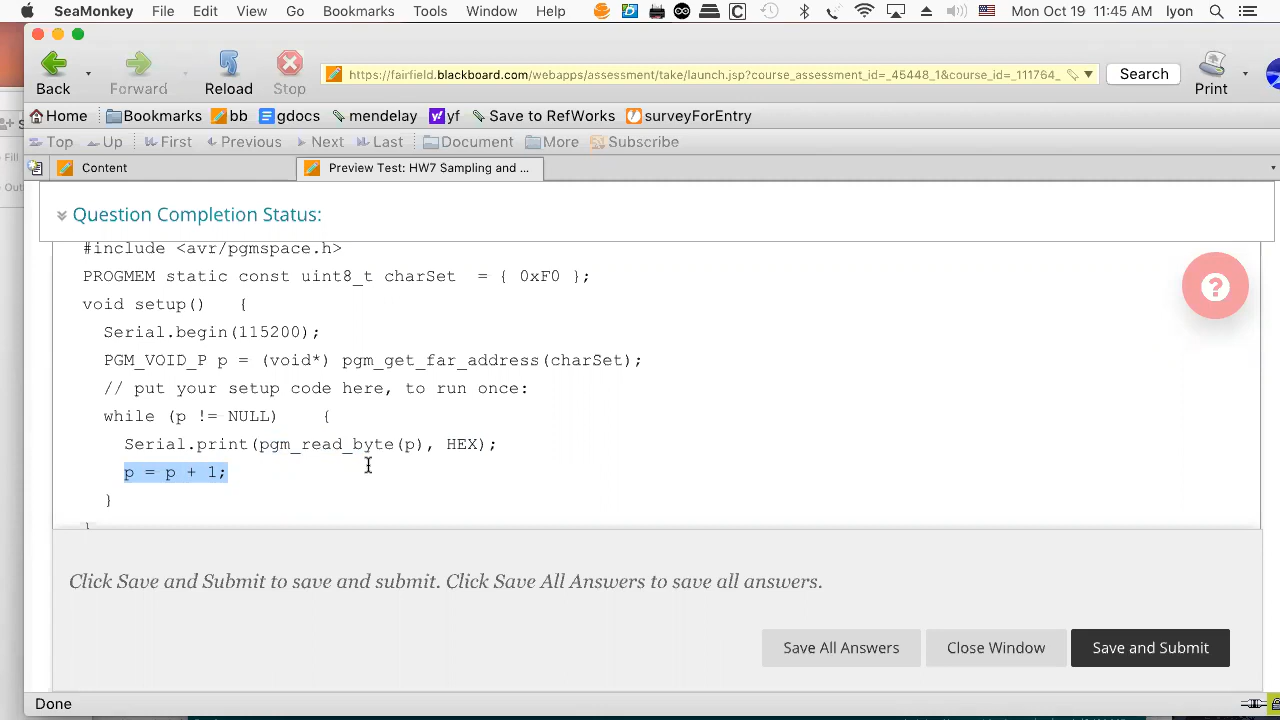 SeaMonkey File Edit View Go Bookmarks Tools Window Help Mon Oct 19 11:45 AM lyon
Back Forward Reload Stop https://fairfield.blackboard.com/webapps/assessment/take/launch.jsp?course_assessment_id=_45448_1&course_id=_111764_ Search Print
Home Bookmarks bb gdocs mendelay yf Save to RefWorks surveyForEntry
Top Up First Previous Next Last Document More Subscribe
Content Preview Test: HW7 Sampling and ...
Question Completion Status:
#include <avr/pgmspace.h>
PROGMEM static const uint8_t charSet = { 0xF0 };
void setup() {
Serial.begin(115200);
PGM_VOID_P p = (void*) pgm_get_far_address(charSet);
// put your setup code here, to run once:
while (p != NULL) {
Serial.print(pgm_read_byte(p), HEX);
p = p + 1;
}
}
Click Save and Submit to save and submit. Click Save All Answers to save all answers.
Save All Answers Close Window Save and Submit
Done